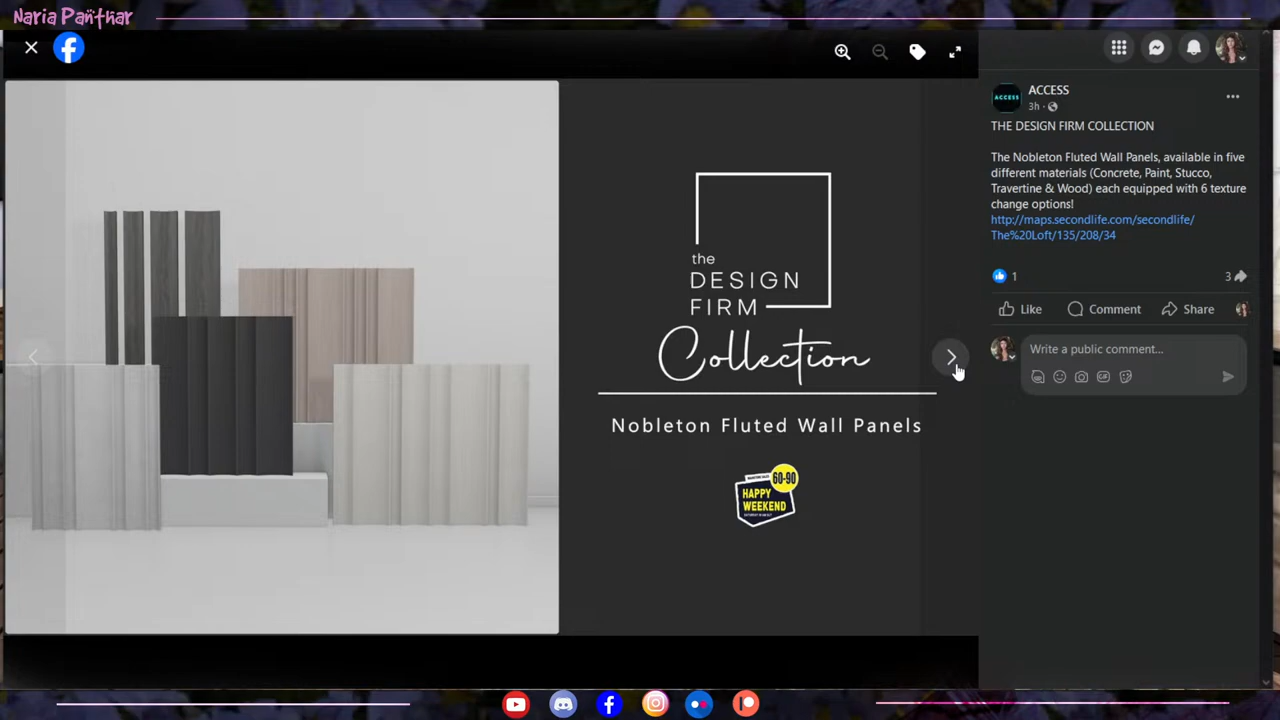 Naria Panthar
ACCESS
ACCESS
3h ·
THE DESIGN FIRM COLLECTION
The Nobleton Fluted Wall Panels, available in five
different materials (Concrete, Paint, Stucco,
Travertine & Wood) each equipped with 6 texture
change options!
http://maps.secondlife.com/secondlife/
The%20Loft/135/208/34
1
3
Like
Comment
Share
Write a public comment...
GIF
the
DESIGN
FIRM
Collection
Nobleton Fluted Wall Panels
60-90
HAPPY
WEEKEND